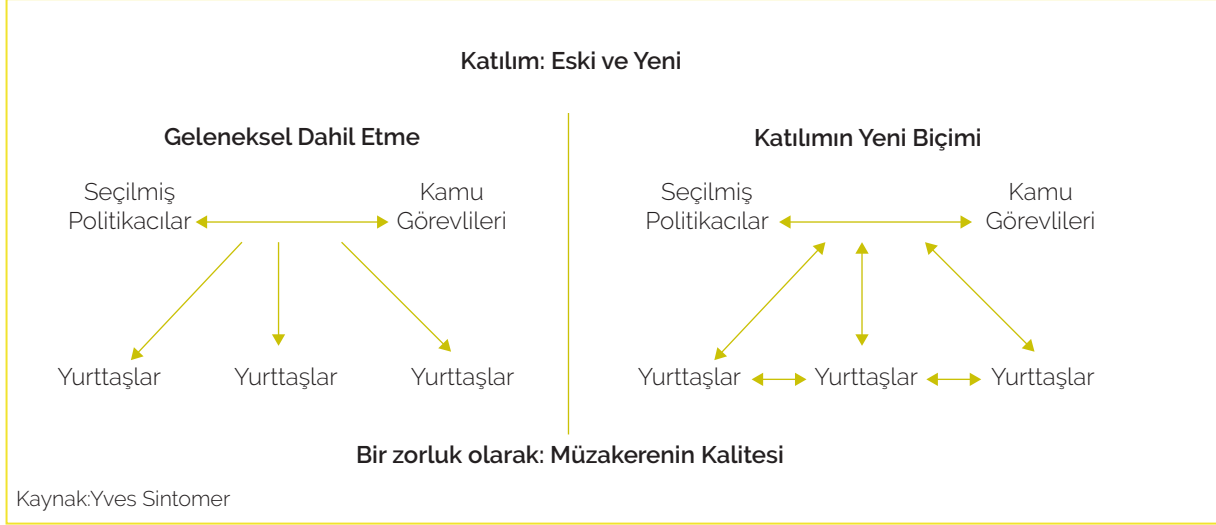 Katılım: Eski ve Yeni
Geleneksel Dahil Etme
Seçilmiş
Politikacılar
Kamu
Görevlileri
Yurttaşlar
Yurttaşlar
Yurttaşlar
Katılımın Yeni Biçimi
Seçilmiş
Politikacılar
Kamu
Görevlileri
Yurttaşlar
Yurttaşlar
Yurttaşlar
Bir zorluk olarak: Müzakerenin Kalitesi
Kaynak:Yves Sintomer